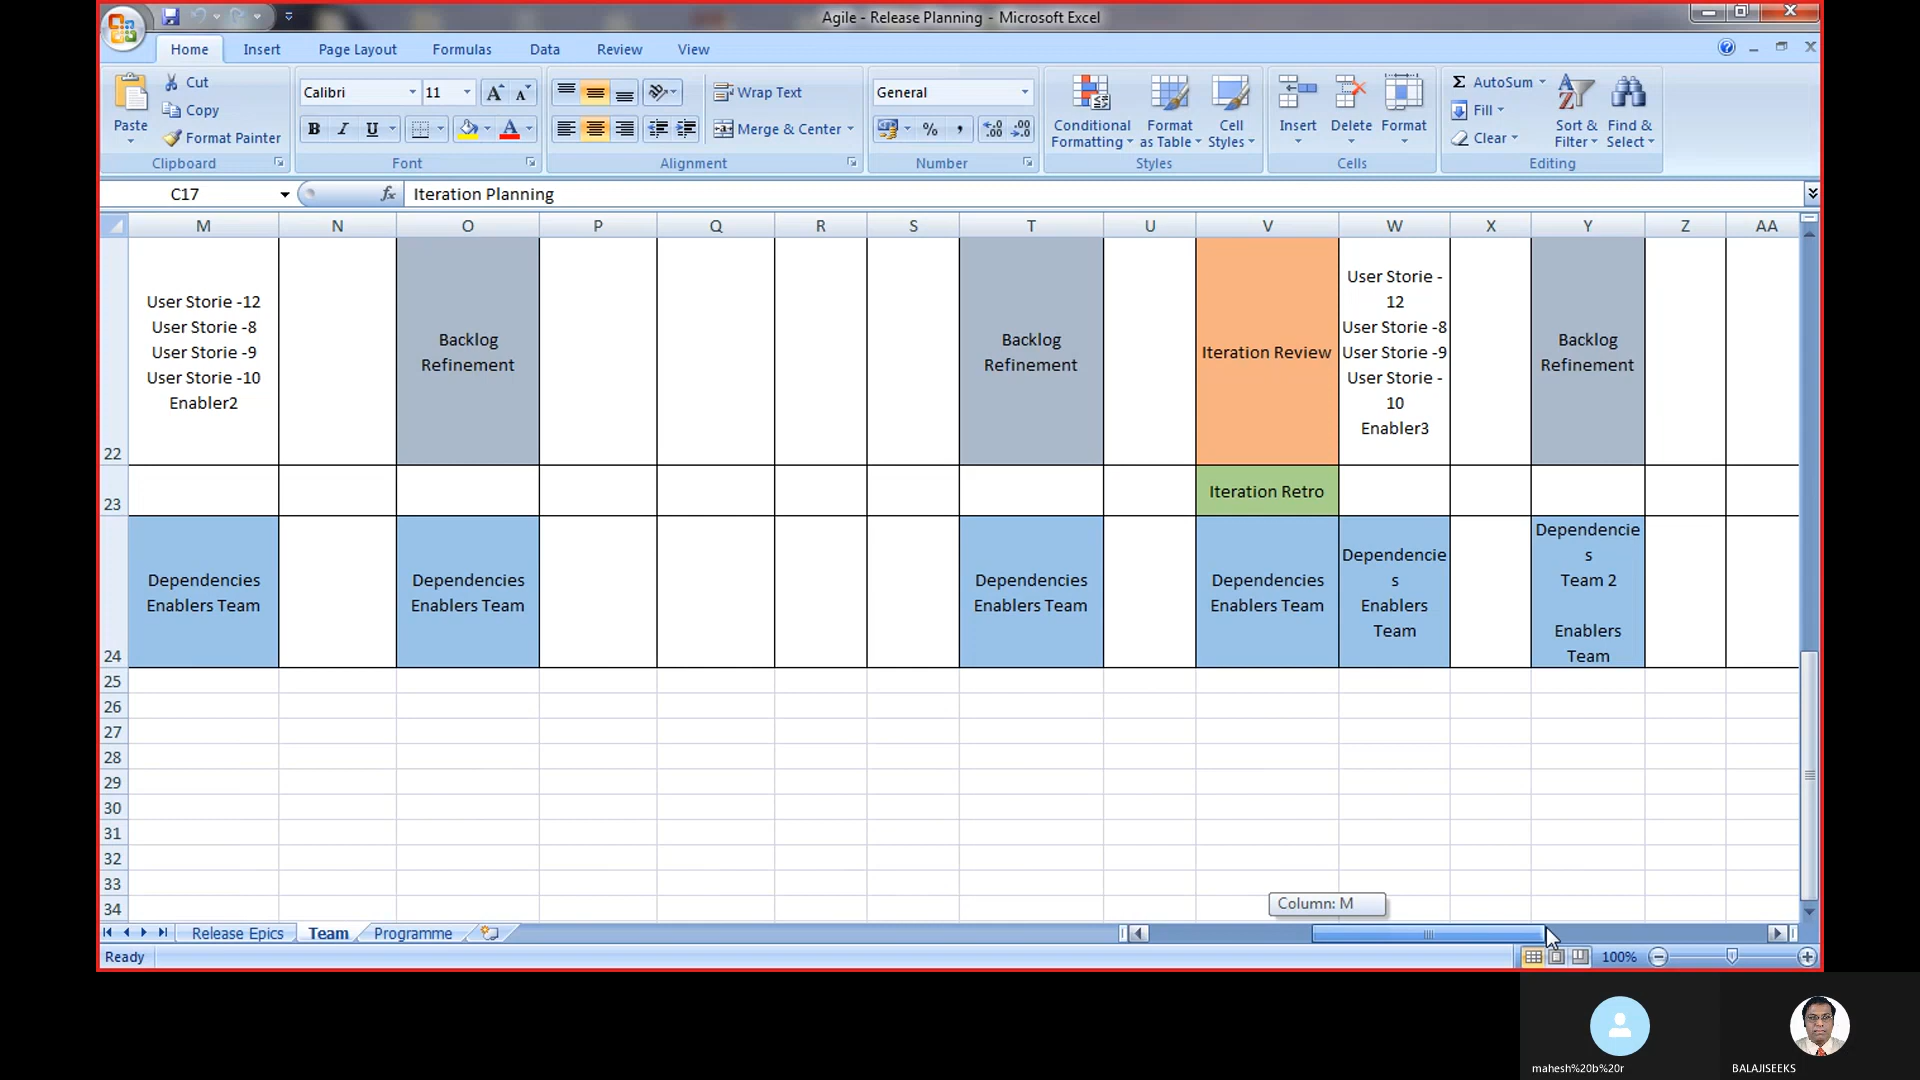 Agile - Release Planning - Microsoft Excel
Home Insert Page Layout Formulas Data Review View
Paste
Cut
Copy
Format Painter
Clipboard
Calibri 11
B I U A
Font
Wrap Text
Merge & Center
Alignment
General
% ,
Number
Conditional Formatting
Format as Table
Cell Styles
Styles
Insert
Delete
Format
Cells
Σ AutoSum
Fill
Clear
Sort & Filter
Find & Select
Editing
C17 fx Iteration Planning
M N O P Q R S T U V W X Y Z AA
22
User Storie -12
User Storie -8
User Storie -9
User Storie -10
Enabler2
Backlog
Refinement
Backlog
Refinement
Iteration Review
User Storie -
12
User Storie -8
User Storie -9
User Storie -
10
Enabler3
Backlog
Refinement
23
Iteration Retro
24
Dependencies
Enablers Team
Dependencies
Enablers Team
Dependencies
Enablers Team
Dependencies
Enablers Team
Dependencie
s
Enablers
Team
Dependencie
s
Team 2
Enablers
Team
25
26
27
28
29
30
31
32
33
34
Column: M
Release Epics Team Programme
Ready 100%
mahesh%20b%20r
BALAJISEEKS